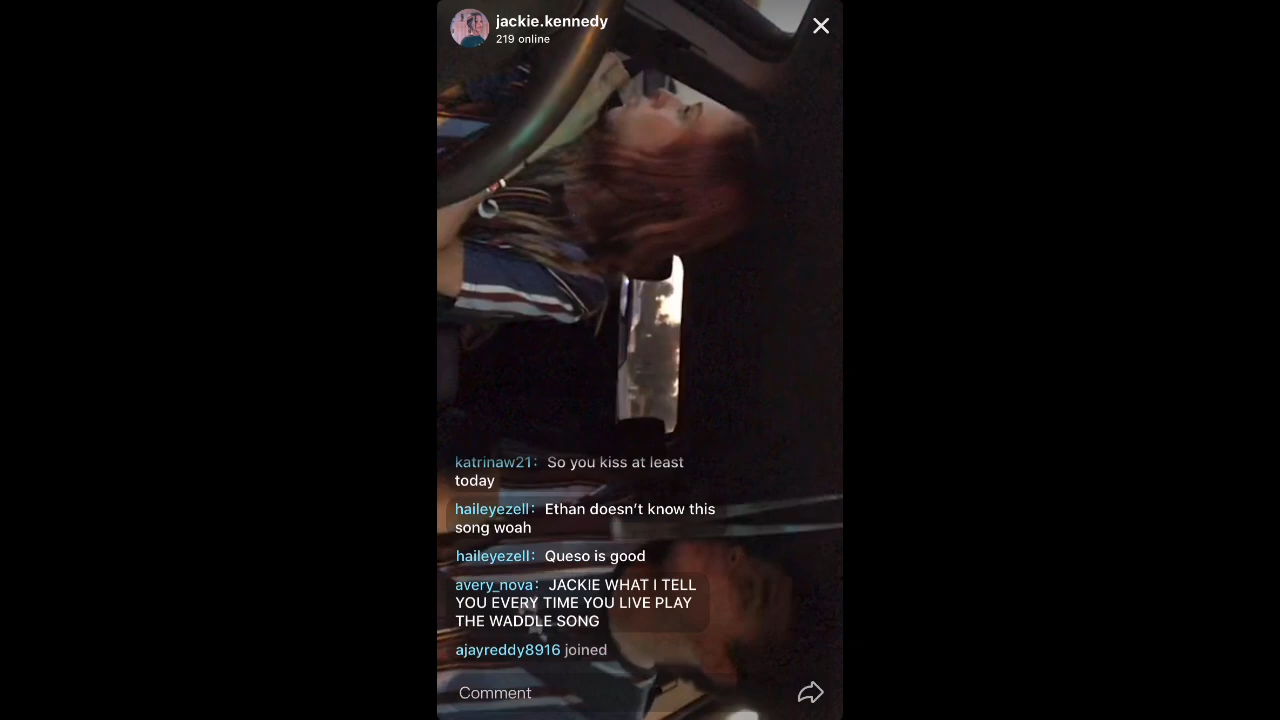 jackie.kennedy
219 online
katrinaw21: So you kiss at least
today
haileyezell: Ethan doesn’t know this
song woah
haileyezell: Queso is good
avery_nova: JACKIE WHAT I TELL
YOU EVERY TIME YOU LIVE PLAY
THE WADDLE SONG
ajayreddy8916 joined
Comment